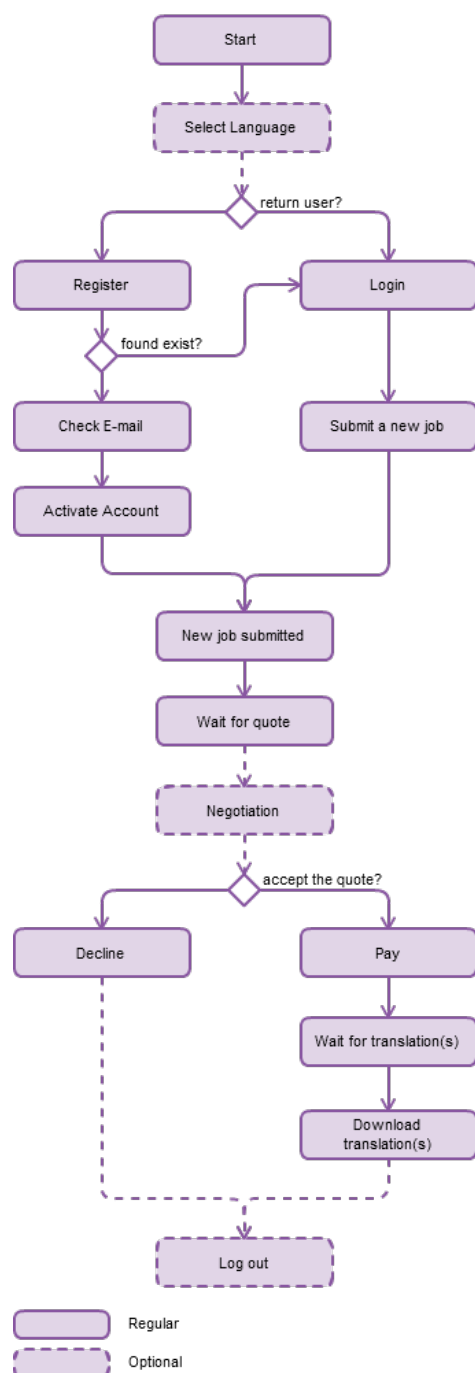 Start
Select Language
return user?
Register
Login
found exist?
Check E-mail
Submit a new job
Activate Account
New job submitted
Wait for quote
Negotiation
accept the quote?
Decline
Pay
Wait for translation(s)
Download
translation(s)
Log out
Regular
Optional